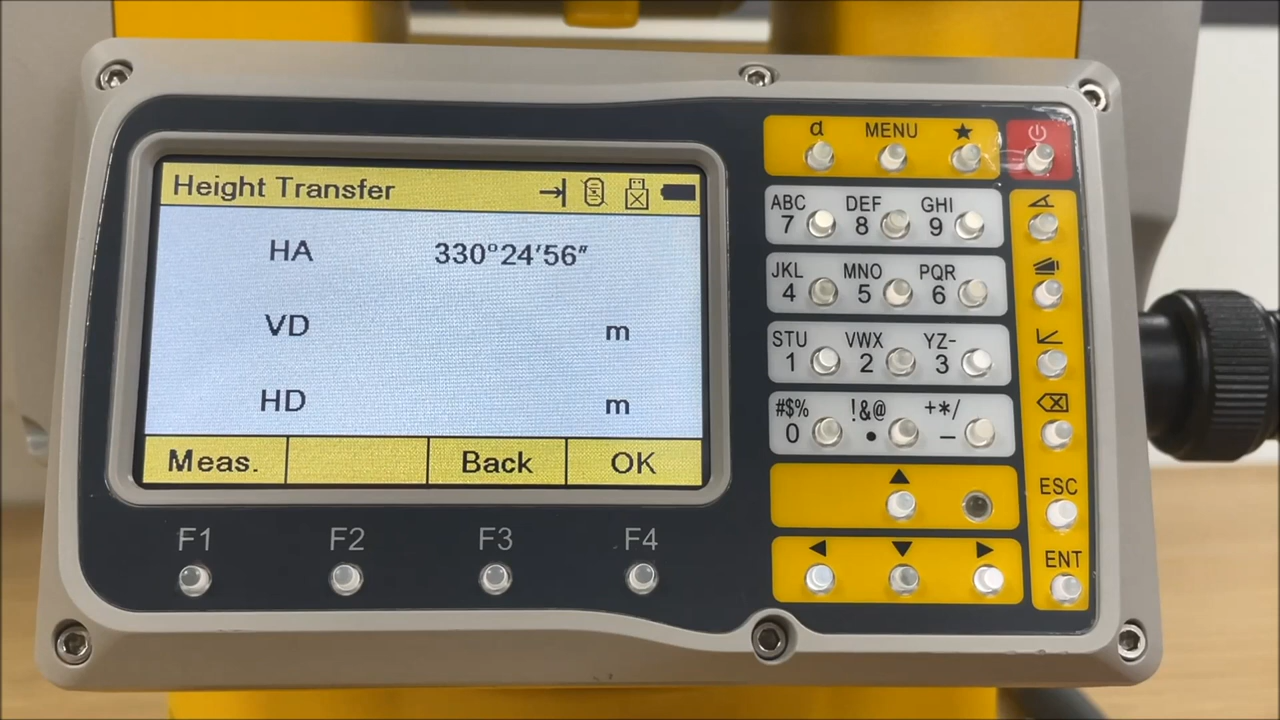 Height Transfer
HA 330°24'56"
VD m
HD m
Meas. Back OK
F1 F2 F3 F4
α MENU ★
ABC DEF GHI
7 8 9
JKL MNO PQR
4 5 6
STU VWX YZ-
1 2 3
#$% !&@ +*/
0 • –
▲
◄ ▼ ►
ESC
ENT